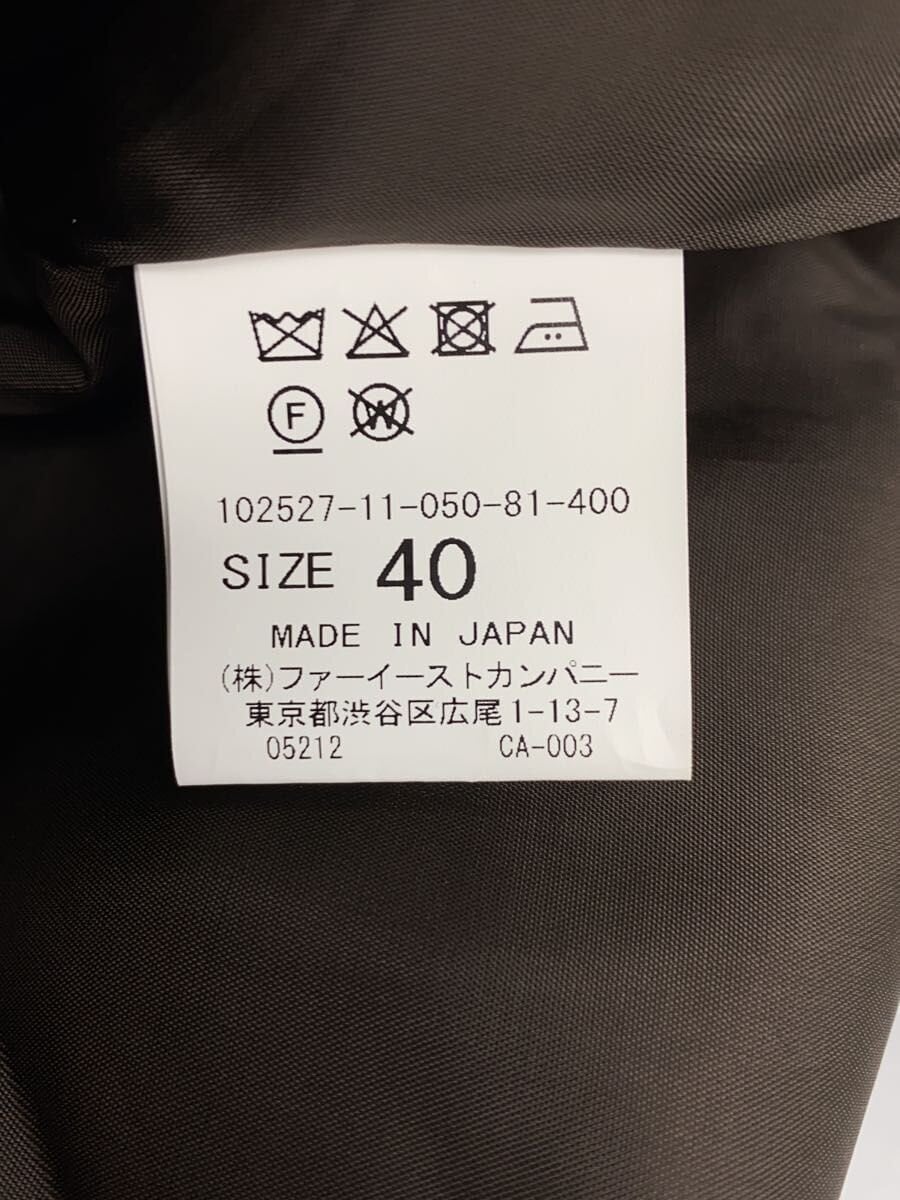 F W
102527-11-050-81-400
SIZE 40
MADE IN JAPAN
(株)ファーイーストカンパニー
東京都渋谷区広尾1-13-7
05212 CA-003